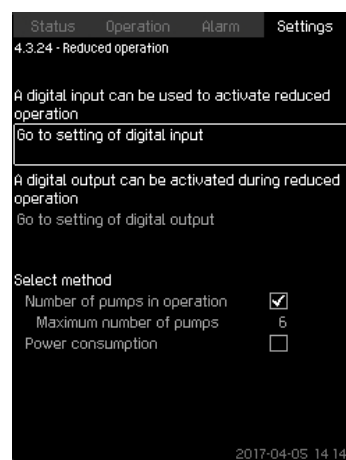 Status Operation Alarm Settings
4.3.24 - Reduced operation
A digital input can be used to activate reduced
operation
Go to setting of digital input
A digital output can be activated during reduced
operation
Go to setting of digital output
Select method
Number of pumps in operation
Maximum number of pumps 6
Power consumption
2017-04-05 14 14